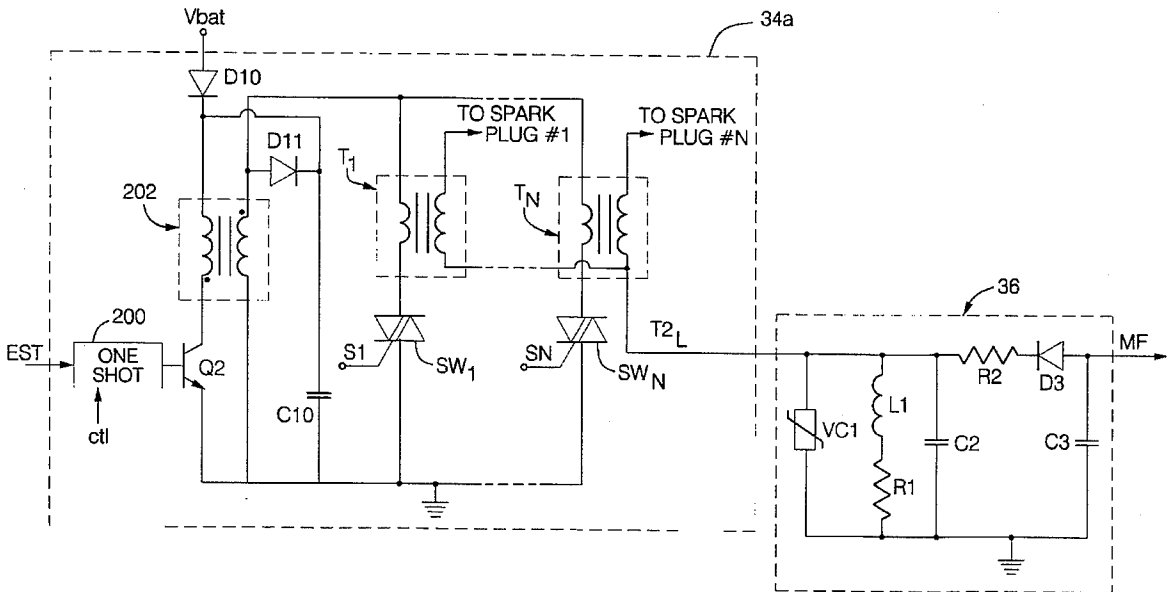 Vbat
34a
D10
TO SPARK
PLUG #1
TO SPARK
PLUG #N
D11
T1
TN
202
36
200
EST
ONE
SHOT
Q2
S1
SW1
SN
SWN
T2L
MF
R2
D3
C10
ctl
VC1
L1
C2
C3
R1